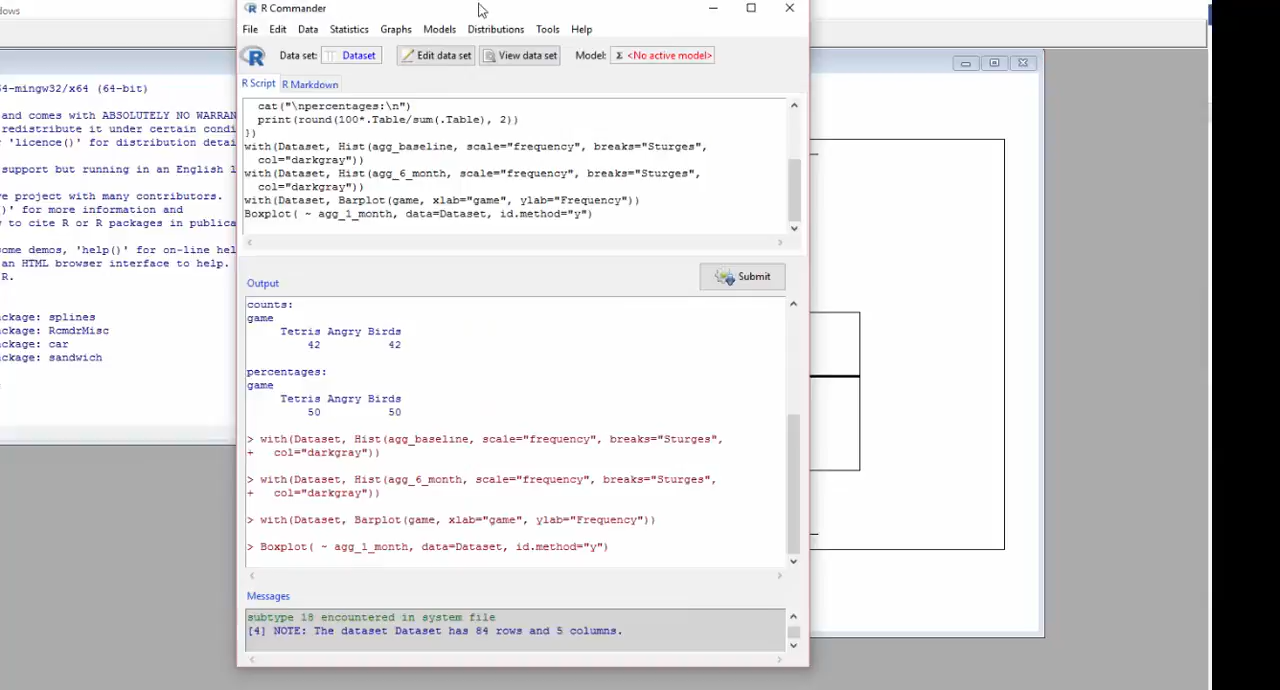 dows
R Commander
File Edit Data Statistics Graphs Models Distributions Tools Help
R Data set: Dataset Edit data set View data set Model: Σ <No active model>
R Script R Markdown
cat("\npercentages:\n")
print(round(100*.Table/sum(.Table), 2))
})
with(Dataset, Hist(agg_baseline, scale="frequency", breaks="Sturges",
col="darkgray"))
with(Dataset, Hist(agg_6_month, scale="frequency", breaks="Sturges",
col="darkgray"))
with(Dataset, Barplot(game, xlab="game", ylab="Frequency"))
Boxplot( ~ agg_1_month, data=Dataset, id.method="y")
Submit
Output
counts:
game
Tetris Angry Birds
42 42
percentages:
game
Tetris Angry Birds
50 50
> with(Dataset, Hist(agg_baseline, scale="frequency", breaks="Sturges",
+ col="darkgray"))
> with(Dataset, Hist(agg_6_month, scale="frequency", breaks="Sturges",
+ col="darkgray"))
> with(Dataset, Barplot(game, xlab="game", ylab="Frequency"))
> Boxplot( ~ agg_1_month, data=Dataset, id.method="y")
Messages
subtype 18 encountered in system file
[4] NOTE: The dataset Dataset has 84 rows and 5 columns.
64-mingw32/x64 (64-bit)
and comes with ABSOLUTELY NO WARRAN
redistribute it under certain condi
'licence()' for distribution detai
support but running in an English l
ve project with many contributors.
)' for more information and
w to cite R or R packages in publica
some demos, 'help()' for on-line hel
an HTML browser interface to help.
R.
ckage: splines
ckage: RcmdrMisc
ckage: car
ckage: sandwich